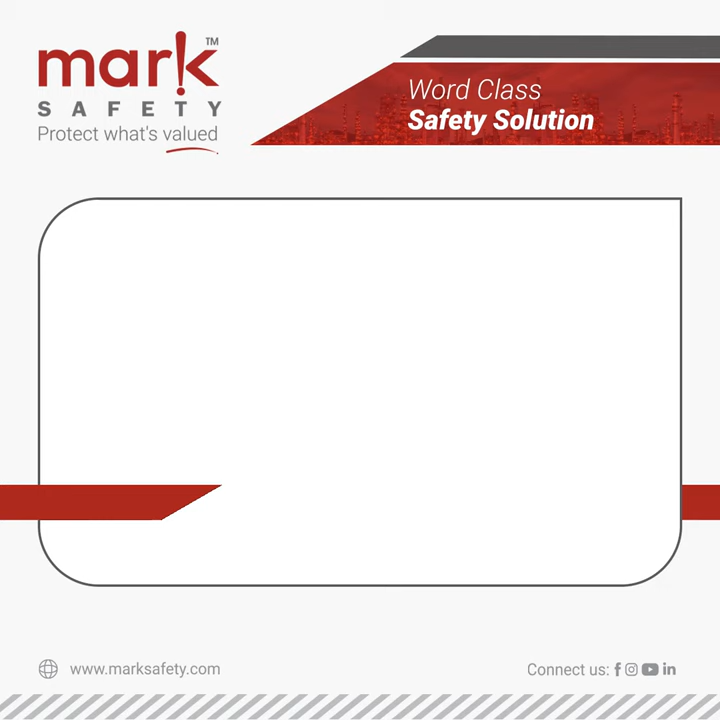 mark™
SAFETY
Protect what's valued
Word Class
Safety Solution
www.marksafety.com
Connect us: